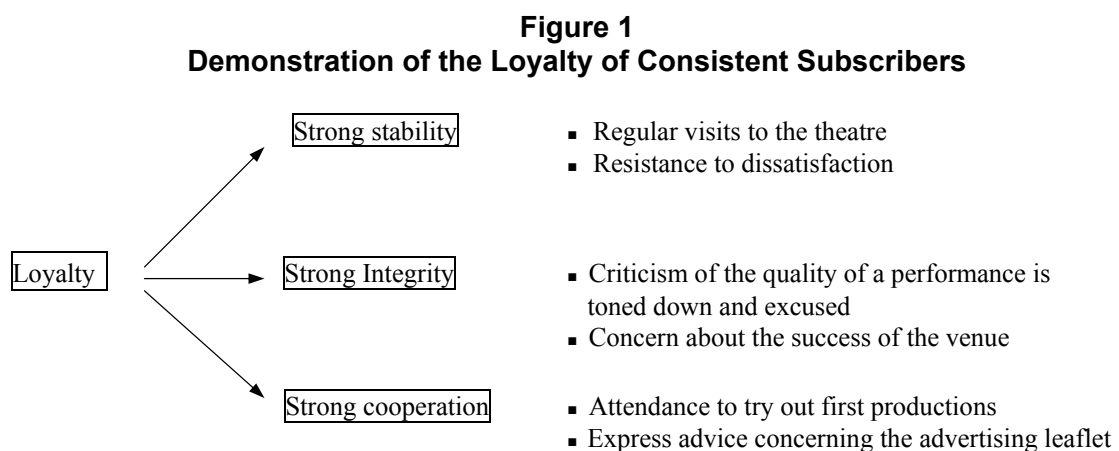 Figure 1
Demonstration of the Loyalty of Consistent Subscribers
Strong stability
▪ Regular visits to the theatre
▪ Resistance to dissatisfaction
Loyalty
Strong Integrity
▪ Criticism of the quality of a performance is
toned down and excused
▪ Concern about the success of the venue
Strong cooperation
▪ Attendance to try out first productions
▪ Express advice concerning the advertising leaflet